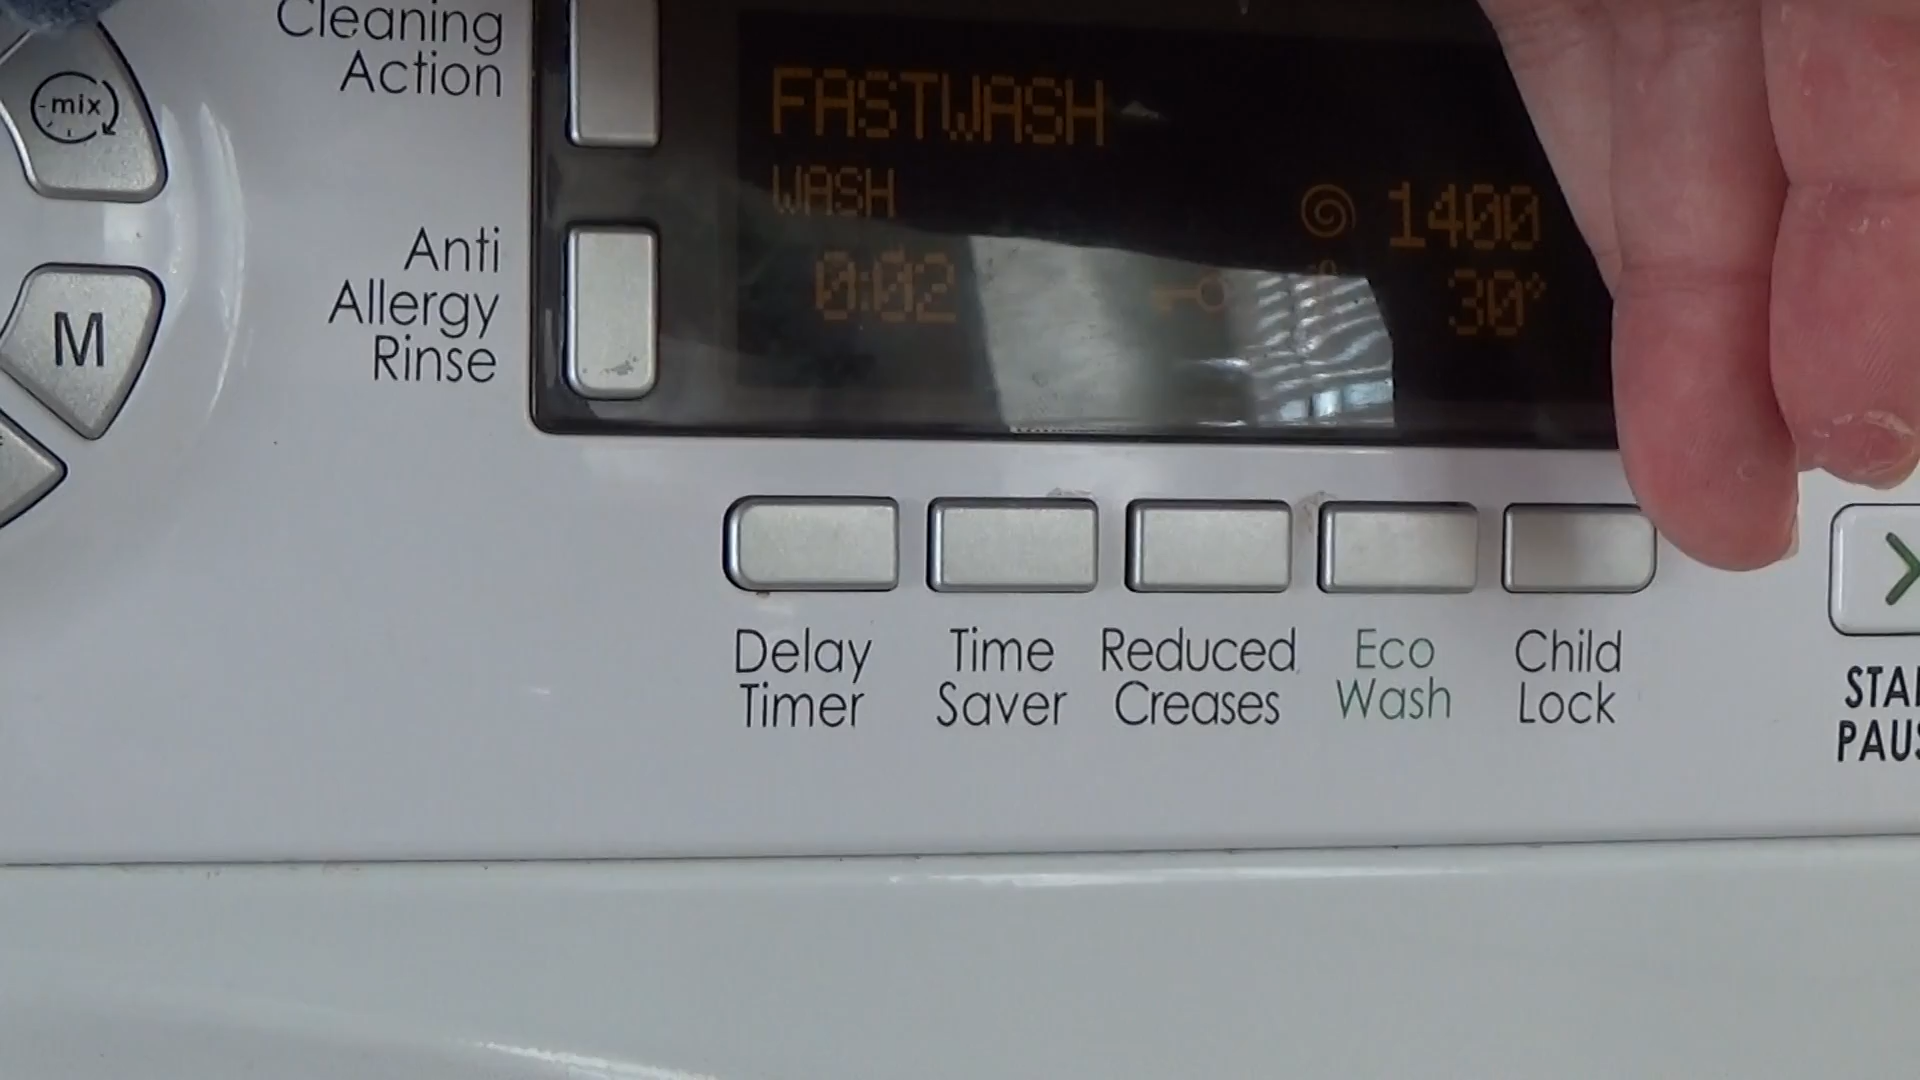 Cleaning
Action
mix
FASTWASH
WASH
1400
0:02
30°
Anti
Allergy
Rinse
M
Delay
Timer
Time
Saver
Reduced
Creases
Eco
Wash
Child
Lock